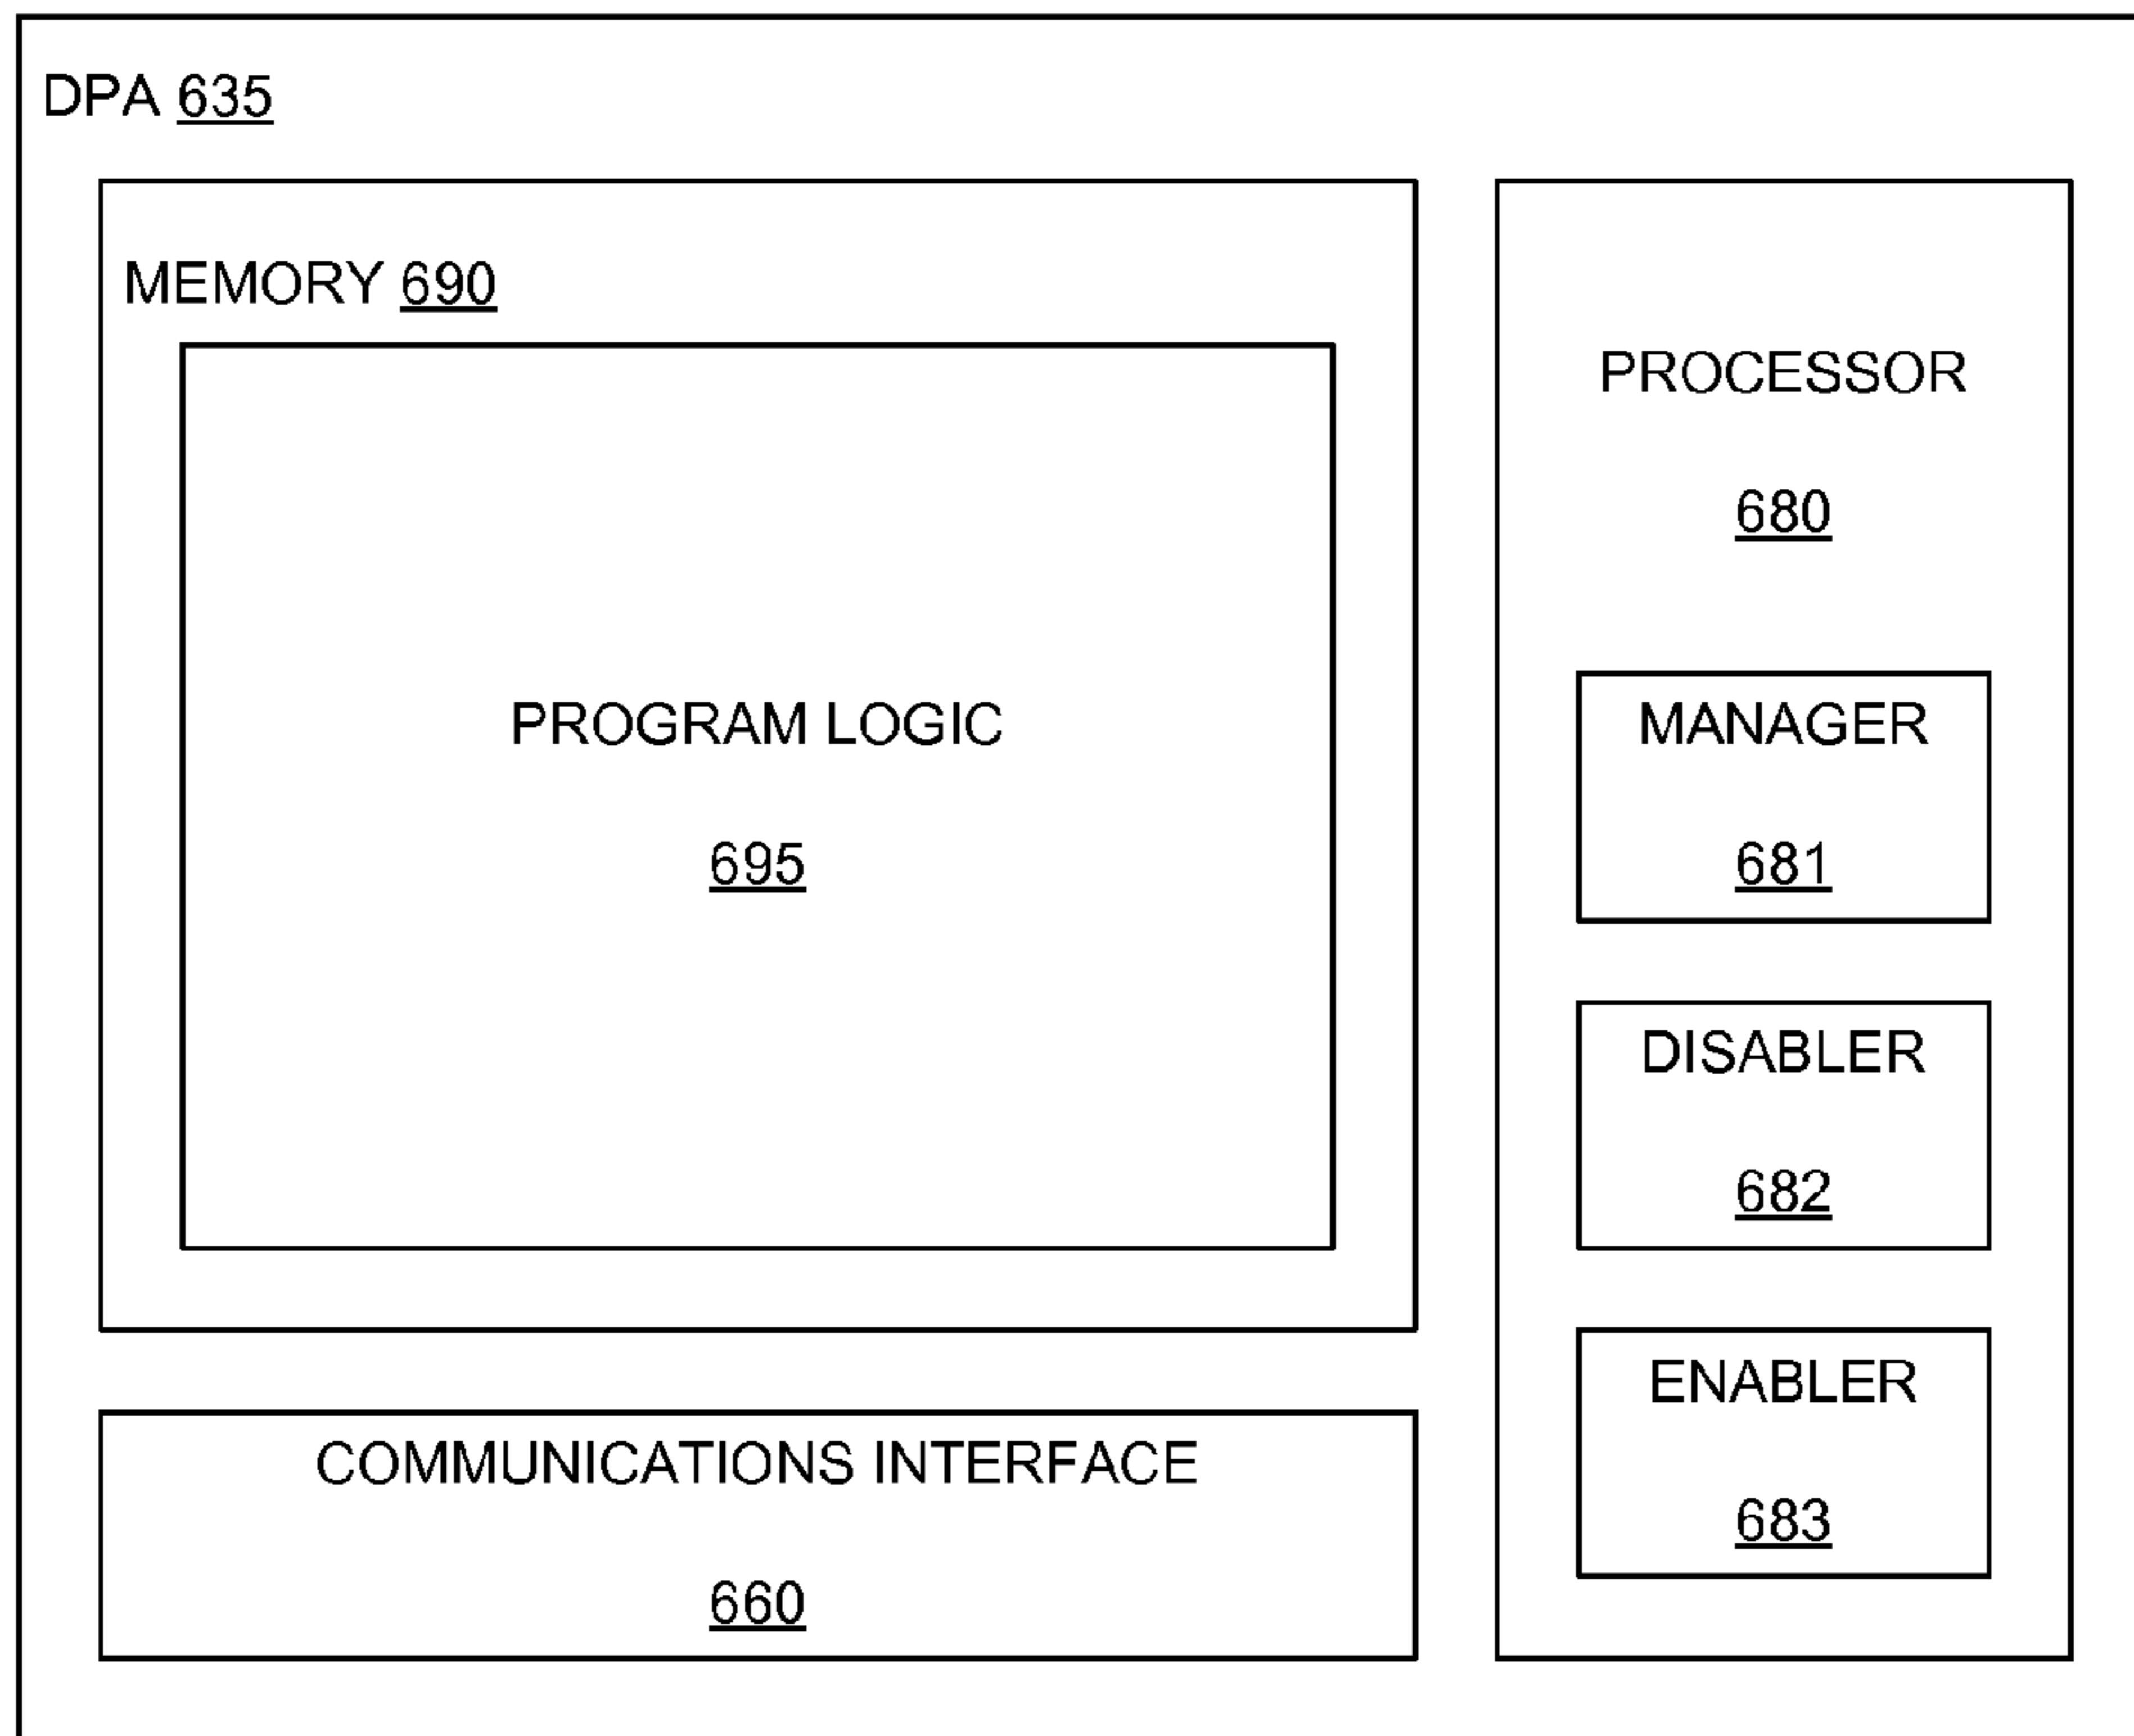 DPA 635
MEMORY 690
PROGRAM LOGIC
695
COMMUNICATIONS INTERFACE
660
PROCESSOR
680
MANAGER
681
DISABLER
682
ENABLER
683